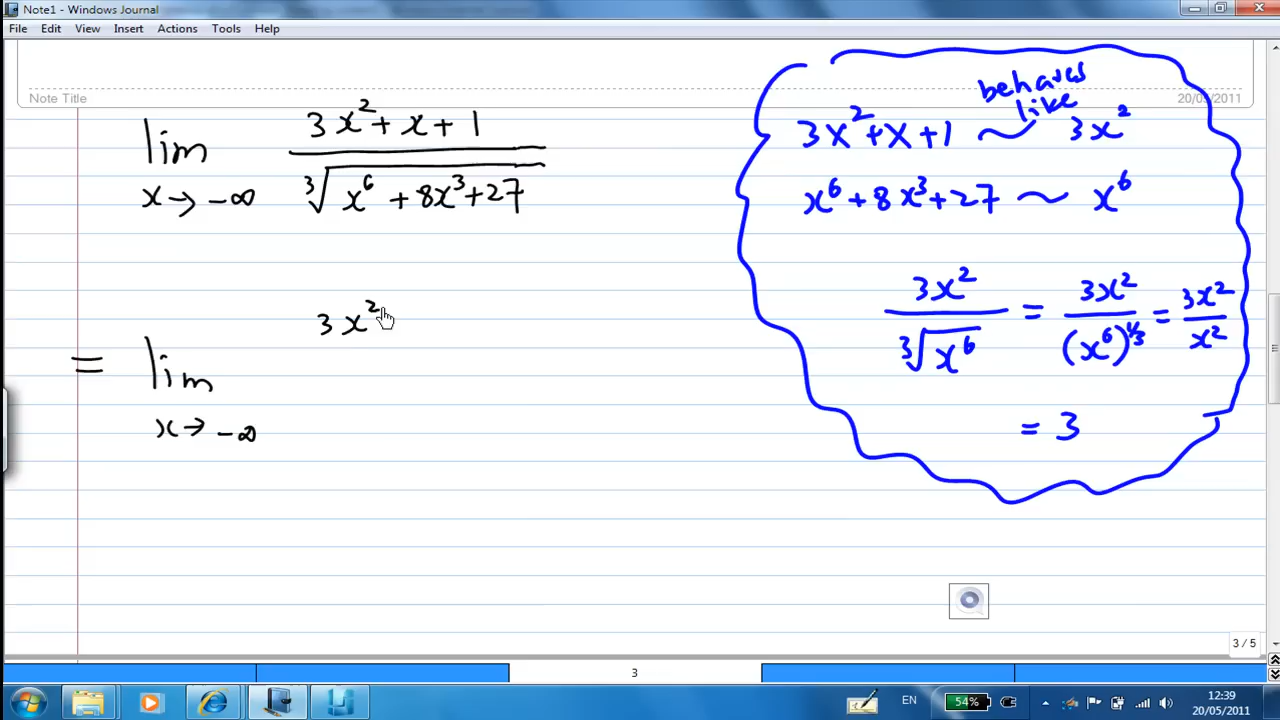 Note1 - Windows Journal
File Edit View Insert Actions Tools Help
Note Title
20/05/2011
lim x→-∞ (3x²+x+1)/∛(x⁶+8x³+27)
behaves like
3x²+x+1 ~ 3x²
x⁶+8x³+27 ~ x⁶
3x²/∛(x⁶) = 3x²/(x⁶)^(1/3) = 3x²/x²
= 3
= lim x→-∞ 3x²
3 / 5
3
EN
54%
12:39
20/05/2011